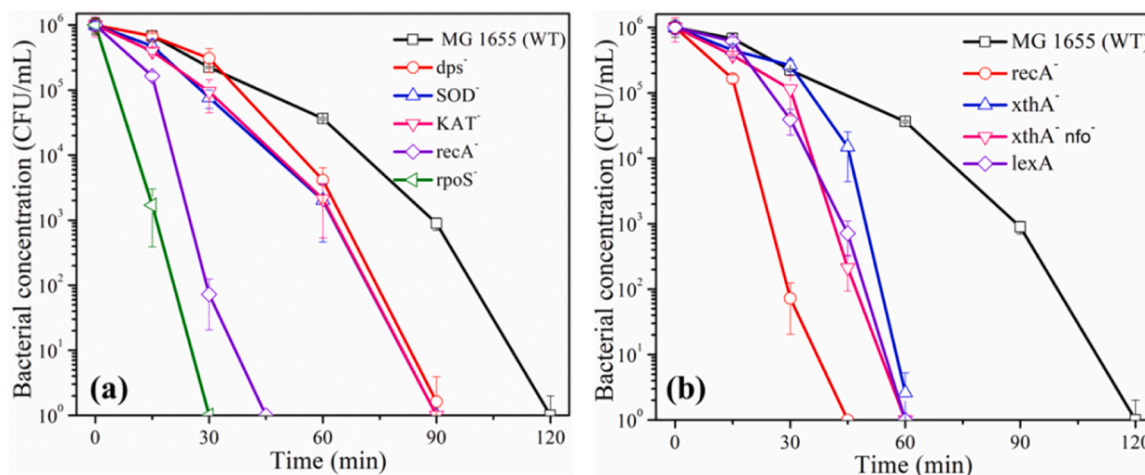 10⁶
10⁵
10⁴
10³
10²
10¹
10⁰
Bacterial concentration (CFU/mL)
MG 1655 (WT)
dps⁻
SOD⁻
KAT⁻
recA⁻
rpoS⁻
(a)
0 30 60 90 120
Time (min)
10⁶
10⁵
10⁴
10³
10²
10¹
10⁰
Bacterial concentration (CFU/mL)
MG 1655 (WT)
recA⁻
xthA⁻
xthA⁻ nfo⁻
lexA
(b)
0 30 60 90 120
Time (min)